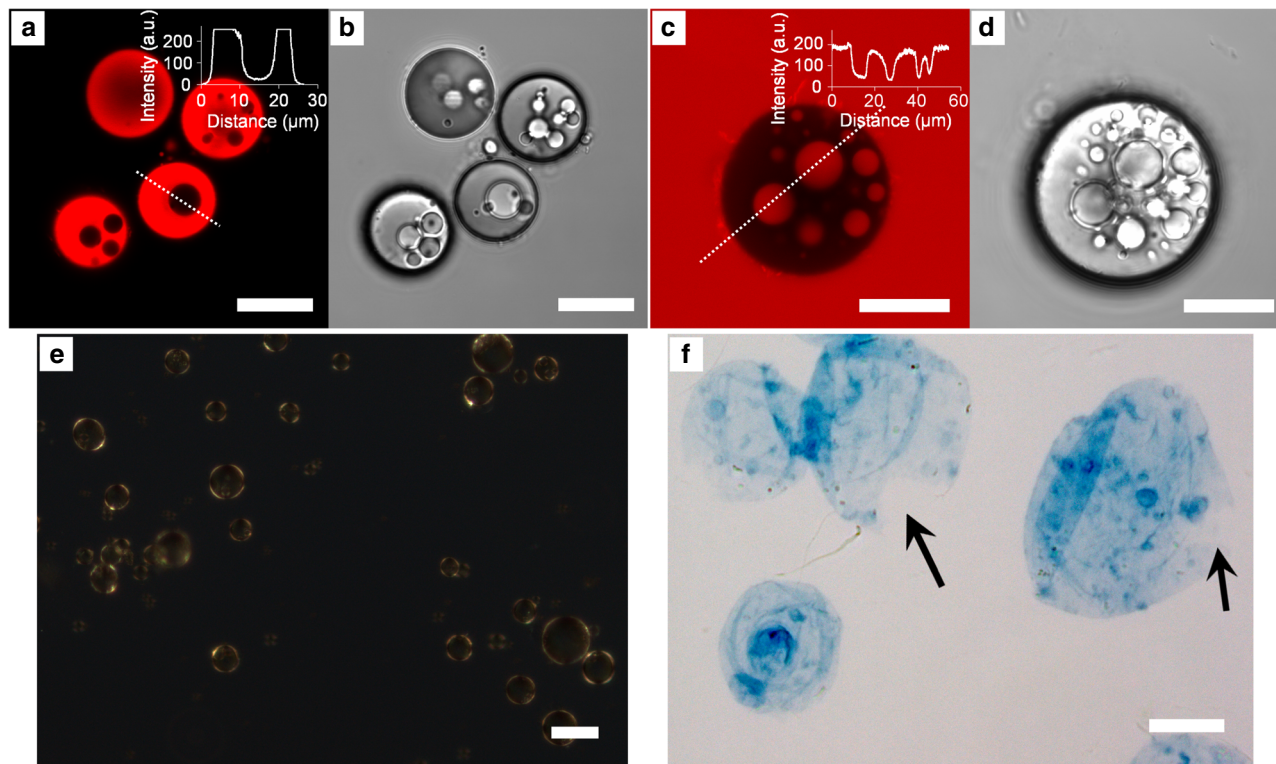 a
Intensity (a.u.)
200
100
0
0 10 20 30
Distance (µm)
b
c
Intensity (a.u.)
200
100
0
0 20 40 60
Distance (µm)
d
e
f